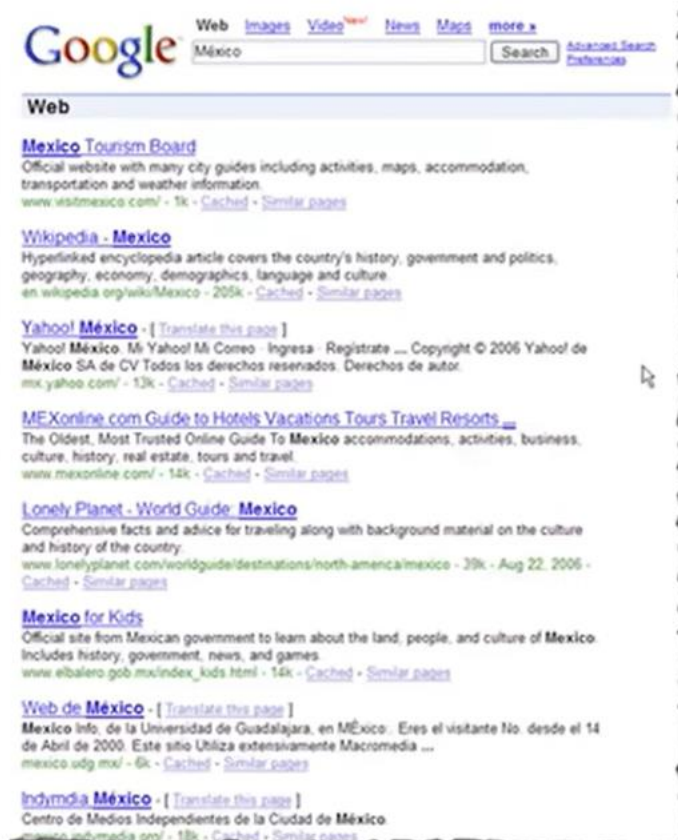 Web Images Video New! News Maps more »
Google
México Search Advanced Search
Preferences
Web
Mexico Tourism Board
Official website with many city guides including activities, maps, accommodation,
transportation and weather information.
www.visitmexico.com/ - 1k - Cached - Similar pages
Wikipedia - Mexico
Hyperlinked encyclopedia article covers the country's history, government and politics,
geography, economy, demographics, language and culture.
en.wikipedia.org/wiki/Mexico - 205k - Cached - Similar pages
Yahoo! México - [ Translate this page ]
Yahoo! México. Mi Yahoo! Mi Correo · Ingresa · Regístrate .... Copyright © 2006 Yahoo! de
México SA de CV Todos los derechos reservados. Derechos de autor.
mx.yahoo.com/ - 13k - Cached - Similar pages
MEXonline.com Guide to Hotels Vacations Tours Travel Resorts ...
The Oldest, Most Trusted Online Guide To Mexico accommodations, activities, business,
culture, history, real estate, tours and travel.
www.mexonline.com/ - 14k - Cached - Similar pages
Lonely Planet - World Guide: Mexico
Comprehensive facts and advice for traveling along with background material on the culture
and history of the country.
www.lonelyplanet.com/worldguide/destinations/north-america/mexico - 39k - Aug 22, 2006 -
Cached - Similar pages
Mexico for Kids
Official site from Mexican government to learn about the land, people, and culture of Mexico.
Includes history, government, news, and games.
www.elbalero.gob.mx/index_kids.html - 14k - Cached - Similar pages
Web de México - [ Translate this page ]
Mexico Info, de la Universidad de Guadalajara, en MÉxico:. Eres el visitante No. desde el 14
de Abril de 2000. Este sitio Utiliza extensivamente Macromedia ...
mexico.udg.mx/ - 6k - Cached - Similar pages
Indymdia México - [ Translate this page ]
Centro de Medios Independientes de la Ciudad de México.
mexico.indymedia.org/ - 18k - Cached - Similar pages